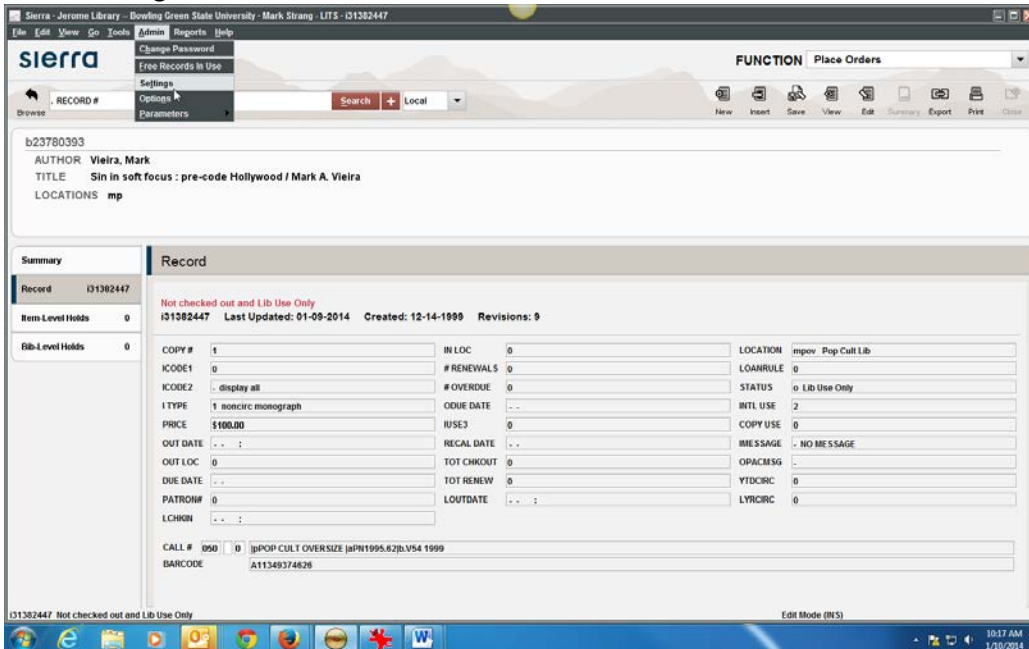 Sierra - Jerome Library -- Bowling Green State University - Mark Strang - LITS - i31382447
File Edit View Go Tools Admin Reports Help
Change Password
Free Records In Use
Settings
Options
Parameters
sierra
FUNCTION Place Orders
Browse
. RECORD #
Search + Local
New Insert Save View Edit Summary Export Print Close
b23780393
AUTHOR Vieira, Mark
TITLE Sin in soft focus : pre-code Hollywood / Mark A. Vieira
LOCATIONS mp
Summary
Record i31382447
Item-Level Holds 0
Bib-Level Holds 0
Record
Not checked out and Lib Use Only
i31382447 Last Updated: 01-09-2014 Created: 12-14-1999 Revisions: 9
COPY # 1 IN LOC 0 LOCATION mpov Pop Cult Lib
ICODE1 0 # RENEWALS 0 LOANRULE 0
ICODE2 - display all # OVERDUE 0 STATUS o Lib Use Only
I TYPE 1 noncirc monograph ODUE DATE - - INTL USE 2
PRICE $100.00 IUSE3 0 COPY USE 0
OUT DATE - - : RECAL DATE - - IMESSAGE - NO MESSAGE
OUT LOC 0 TOT CHKOUT 0 OPACMSG -
DUE DATE - - TOT RENEW 0 YTDCIRC 0
PATRON# 0 LOUTDATE - - : LYRCIRC 0
LCHKIN - - :
CALL # 050 0 |pPOP CULT OVERSIZE |aPN1995.62|b.V54 1999
BARCODE A11349374626
i31382447 Not checked out and Lib Use Only Edit Mode (INS)
10:17 AM
1/10/2014